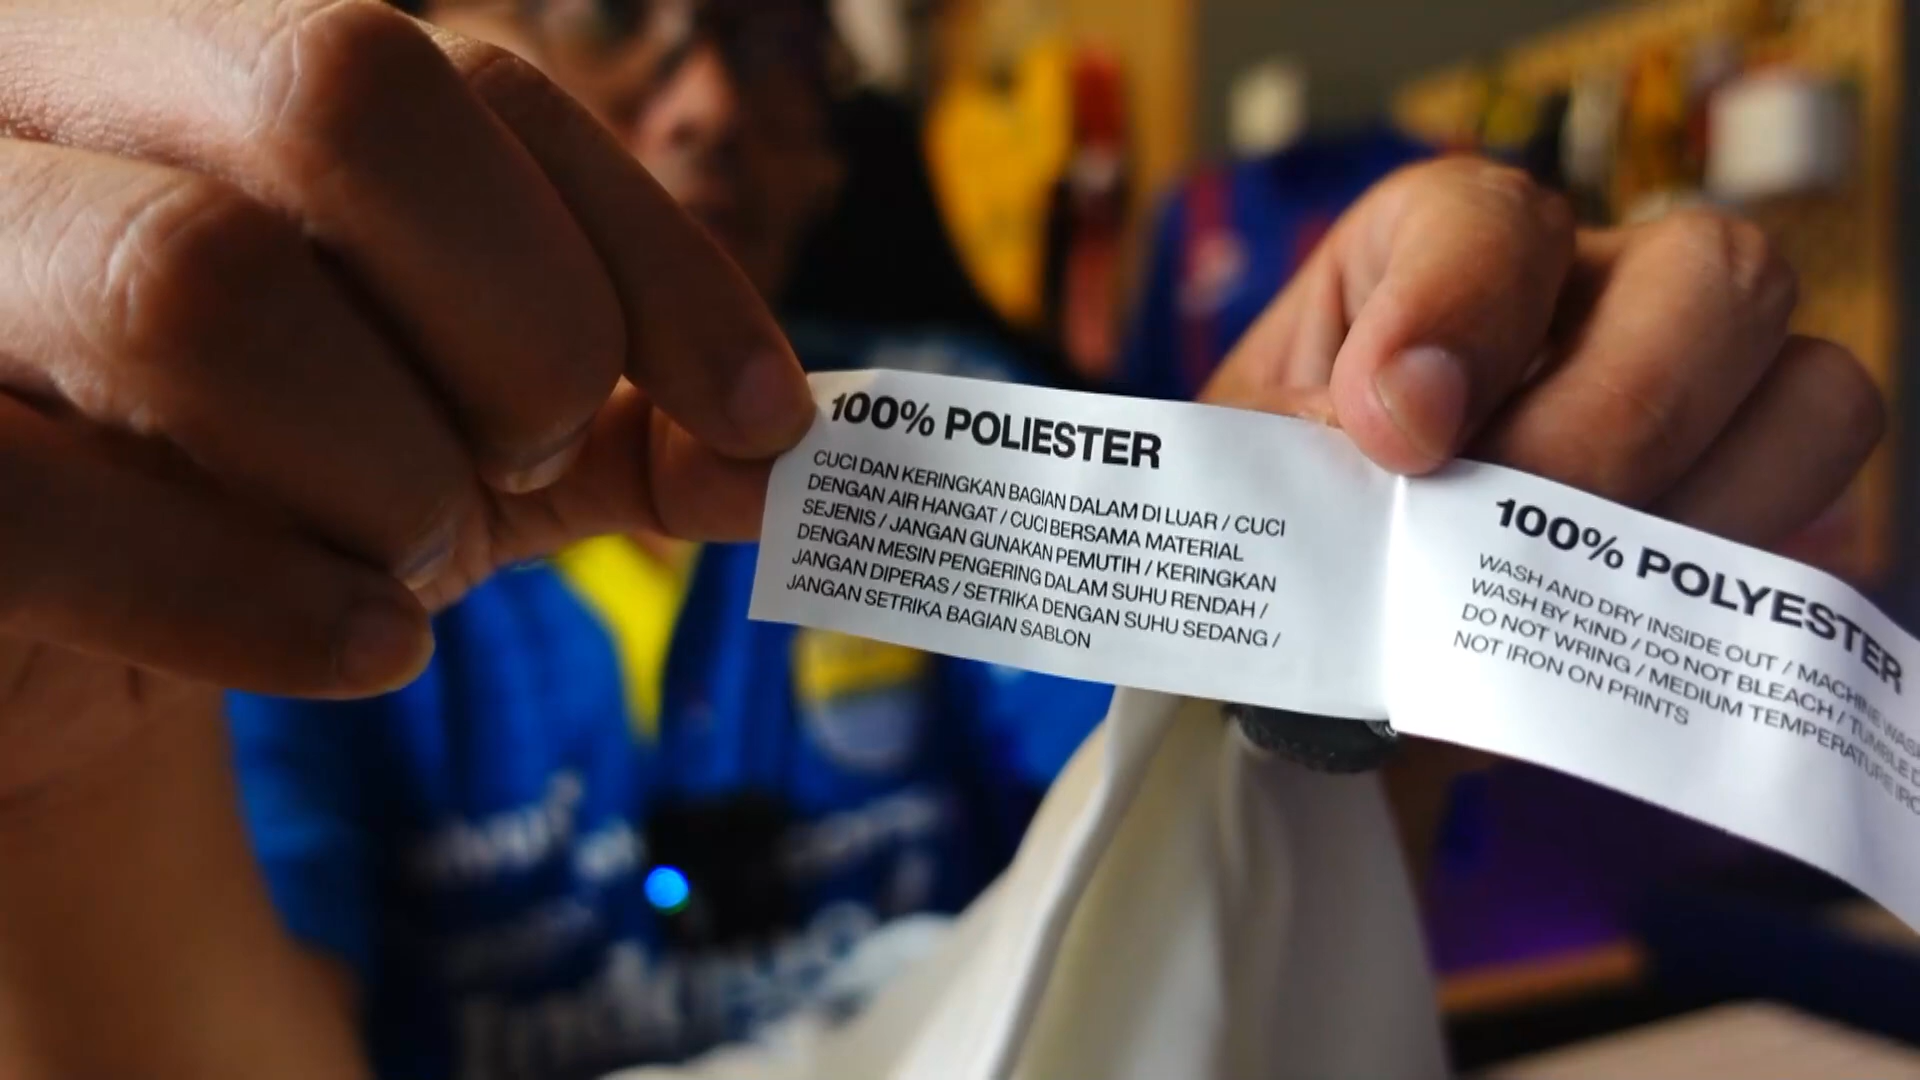 100% POLIESTER
CUCI DAN KERINGKAN BAGIAN DALAM DI LUAR / CUCI
DENGAN AIR HANGAT / CUCI BERSAMA MATERIAL
SEJENIS / JANGAN GUNAKAN PEMUTIH / KERINGKAN
DENGAN MESIN PENGERING DALAM SUHU RENDAH /
JANGAN DIPERAS / SETRIKA DENGAN SUHU SEDANG /
JANGAN SETRIKA BAGIAN SABLON
100% POLYESTER
WASH AND DRY INSIDE OUT / MACHINE WASH
WASH BY KIND / DO NOT BLEACH / TUMBLE D
DO NOT WRING / MEDIUM TEMPERATURE IRO
NOT IRON ON PRINTS